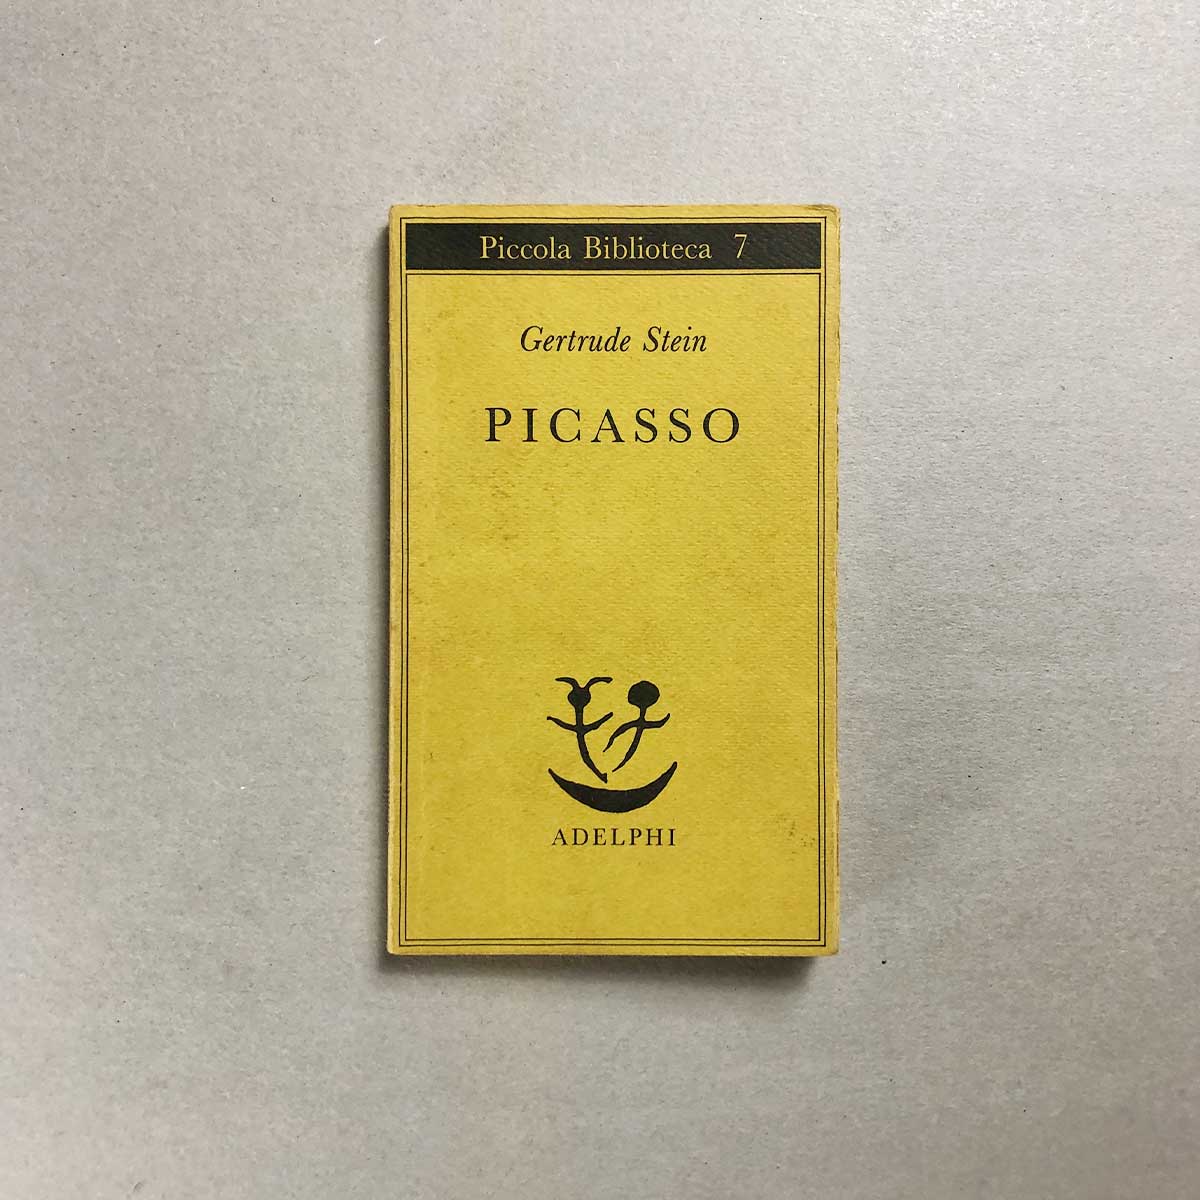 Piccola Biblioteca 7
Gertrude Stein
PICASSO
ADELPHI